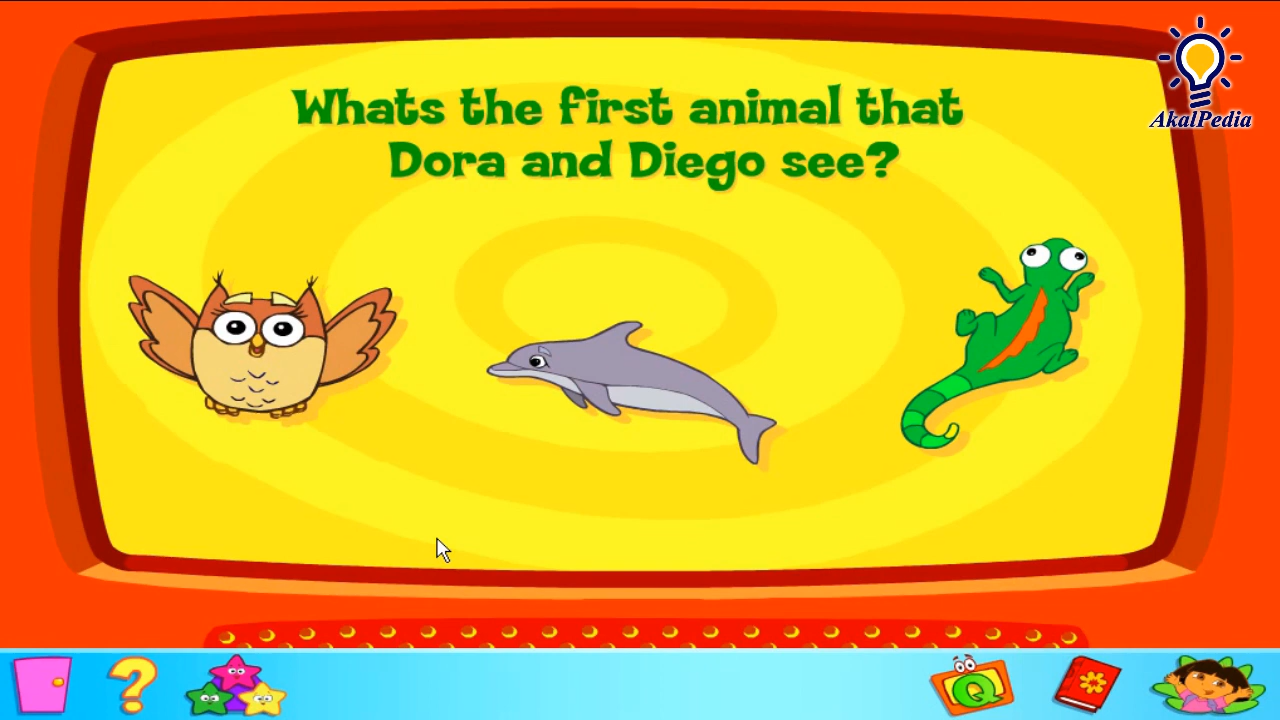 Whats the first animal that
Dora and Diego see?
AkalPedia
?
Q